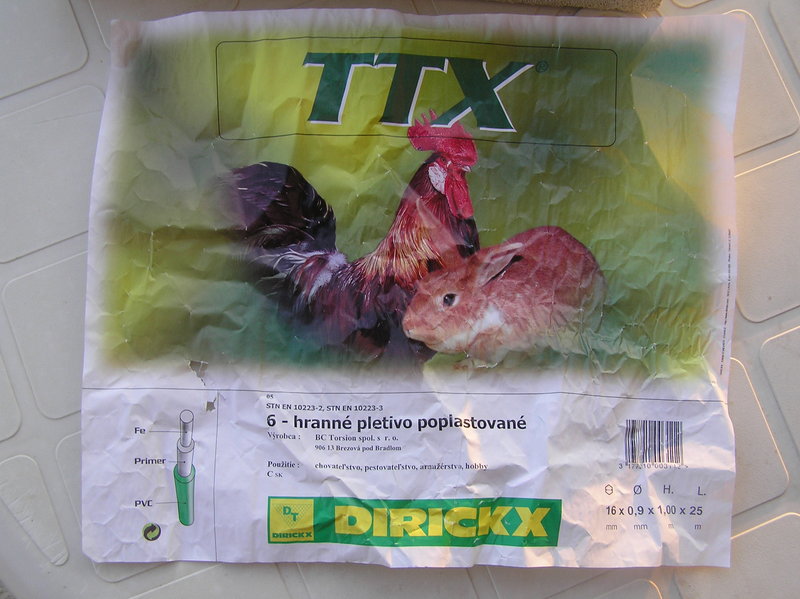 TTX®
05
STN EN 10223-2, STN EN 10223-3
6 - hranné pletivo poplastované
Výrobca : BC Torsion spol. s r. o.
906 13 Brezová pod Bradlom
Použitie : chovateľstvo, pestovateľstvo, aranžérstvo, hobby
C SK
Fe
Primer
PVC
DT
DIRICKX
DIRICKX
Ø H. L.
16 x 0,9 x 1,00 x 25
mm mm m m